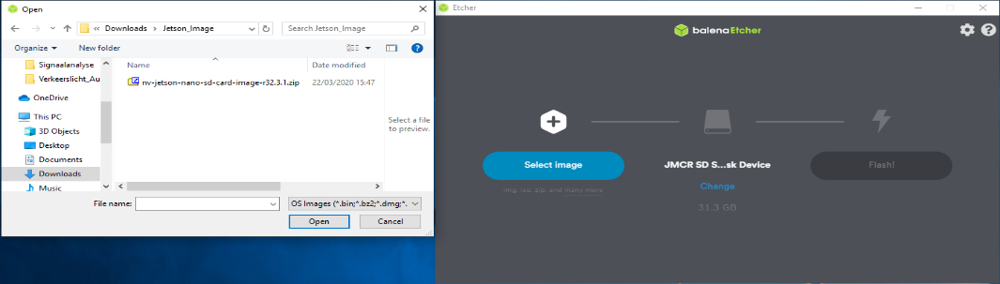 Open
« Downloads › Jetson_Image
Search Jetson_Image
Organize
New folder
Signaalanalyse
Verkeerslicht_Au
OneDrive
This PC
3D Objects
Desktop
Documents
Downloads
Music
Name
Date modified
nv-jetson-nano-sd-card-image-r32.3.1.zip
22/03/2020 15:47
Select a file
to preview.
File name:
OS Images (*.bin;*.bz2;*.dmg;*.
Open
Cancel
Etcher
balenaEtcher
Select image
img, iso, zip, and many more
JMCR SD S...sk Device
Change
31.3 GB
Flash!